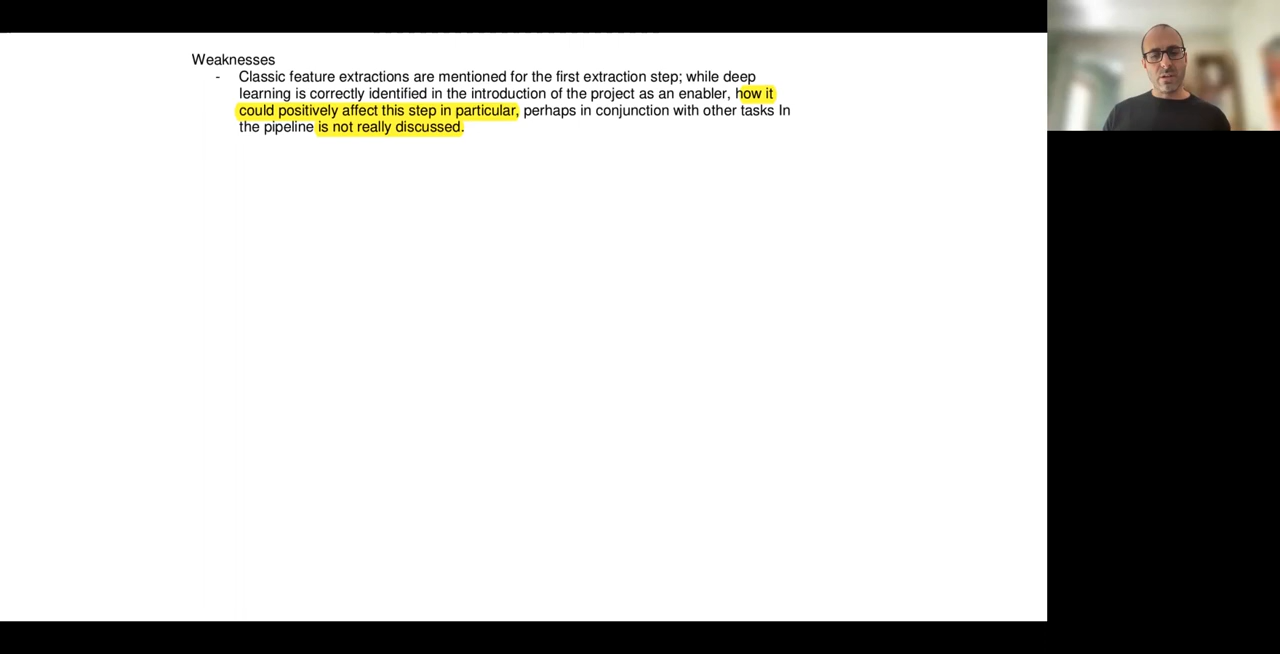 Weaknesses
- Classic feature extractions are mentioned for the first extraction step; while deep
learning is correctly identified in the introduction of the project as an enabler, how it
could positively affect this step in particular, perhaps in conjunction with other tasks In
the pipeline is not really discussed.